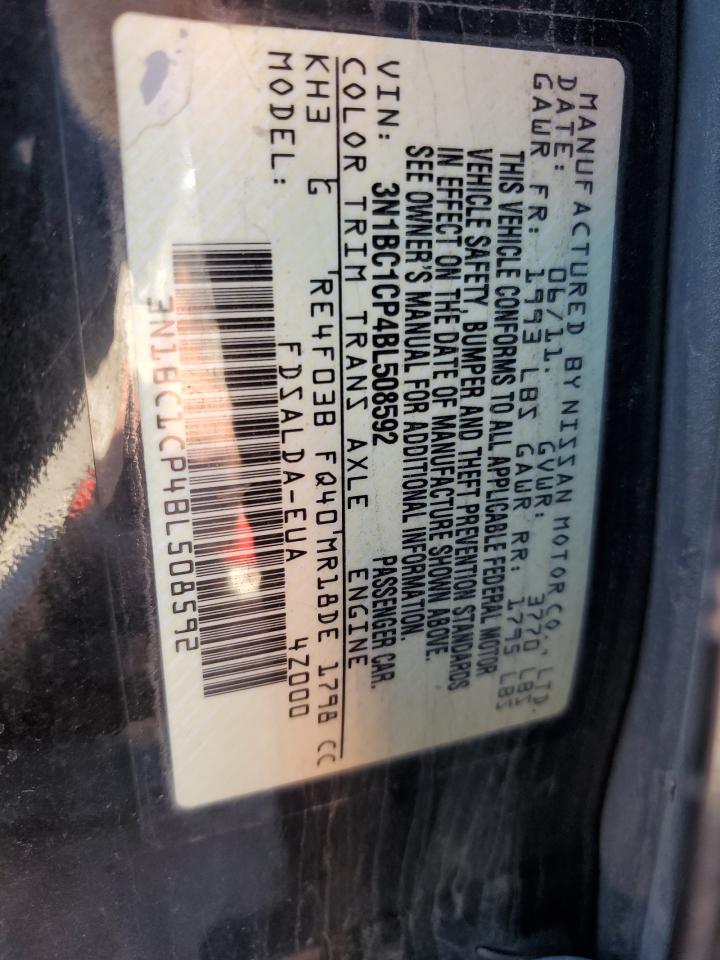 MANUFACTURED BY NISSAN MOTOR CO., LTD.
DATE: 06/11. GVWR: 3770 LBS
GAWR FR: 1993 LBS GAWR RR: 1795 LBS
THIS VEHICLE CONFORMS TO ALL APPLICABLE FEDERAL MOTOR
VEHICLE SAFETY, BUMPER AND THEFT PREVENTION STANDARDS
IN EFFECT ON THE DATE OF MANUFACTURE SHOWN ABOVE.
SEE OWNER'S MANUAL FOR ADDITIONAL INFORMATION.
VIN: 3N1BC1CP4BL508592 PASSENGER CAR.
COLOR TRIM TRANS AXLE ENGINE
KH3 G RE4F03B FQ40 MR18DE 1798 CC
MODEL: FDSALDA-EUA 4Z000
3N1BC1CP4BL508592